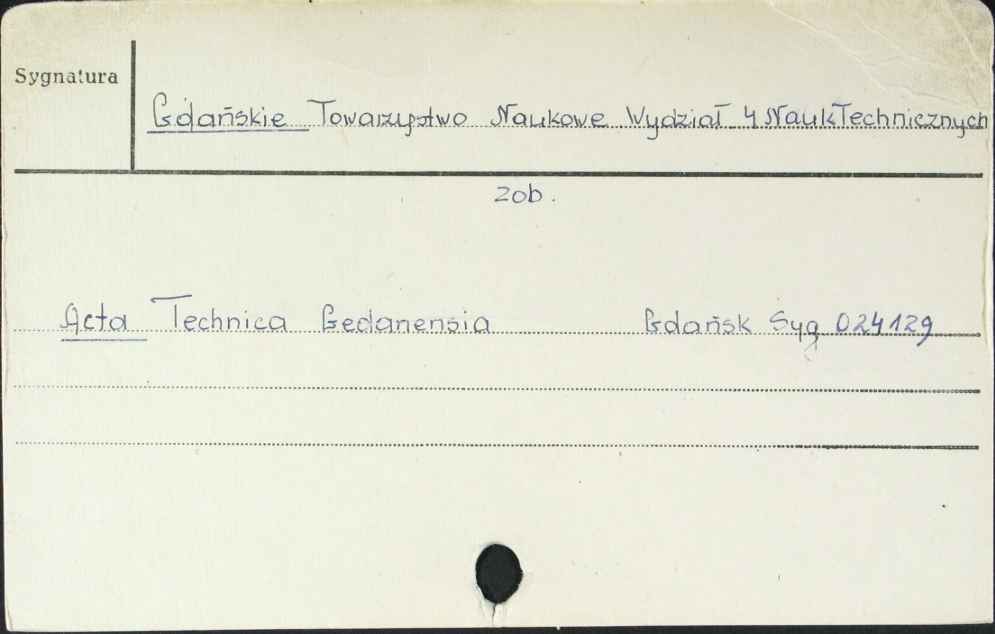 Sygnatura
Gdańskie Towarzystwo Naukowe Wydział 4 Nauk Technicznych
zob.
Acta Technica Gedanensia Gdańsk Syg 024129